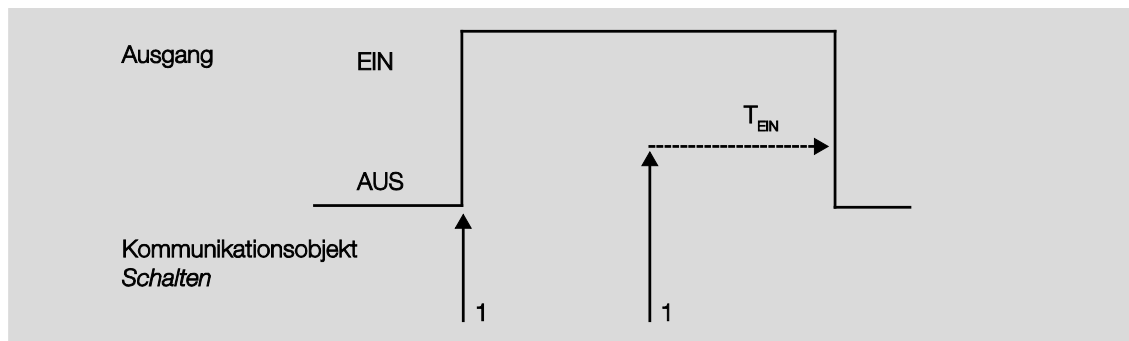 Ausgang
EIN
T_EIN
AUS
Kommunikationsobjekt
Schalten
1
1